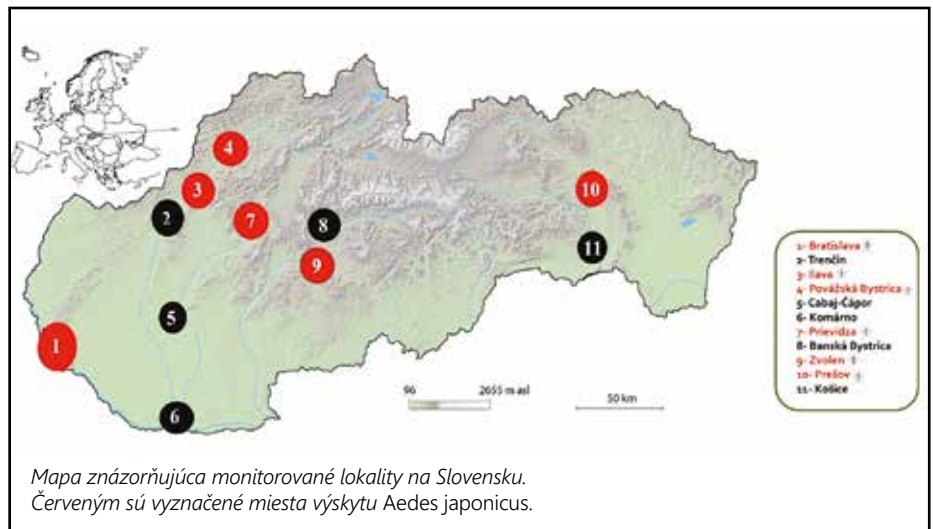 4
3
10
2
7
8
11
9
5
1
6
1- Bratislava
2- Trenčín
3- Ilava
4- Považská Bystrica
5- Cabaj-Čápor
6- Komárno
7- Prievidza
8- Banská Bystrica
9- Zvolen
10- Prešov
11- Košice
96 2655 m asl
50 km
Mapa znázorňujúca monitorované lokality na Slovensku.
Červeným sú vyznačené miesta výskytu Aedes japonicus.